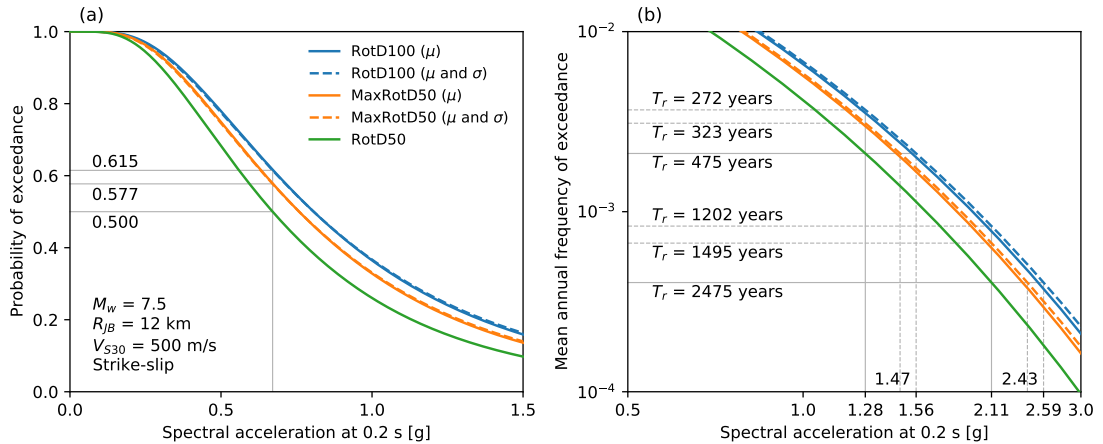 (a)
Probability of exceedance
1.0
0.8
0.6
0.4
0.2
0.0
RotD100 (μ)
RotD100 (μ and σ)
MaxRotD50 (μ)
MaxRotD50 (μ and σ)
RotD50
0.615
0.577
0.500
M_w = 7.5
R_JB = 12 km
V_S30 = 500 m/s
Strike-slip
0.0 0.5 1.0 1.5
Spectral acceleration at 0.2 s [g]
(b)
Mean annual frequency of exceedance
10⁻²
10⁻³
10⁻⁴
T_r = 272 years
T_r = 323 years
T_r = 475 years
T_r = 1202 years
T_r = 1495 years
T_r = 2475 years
1.47 2.43
0.5 1.0 1.28 1.56 2.11 2.59 3.0
Spectral acceleration at 0.2 s [g]